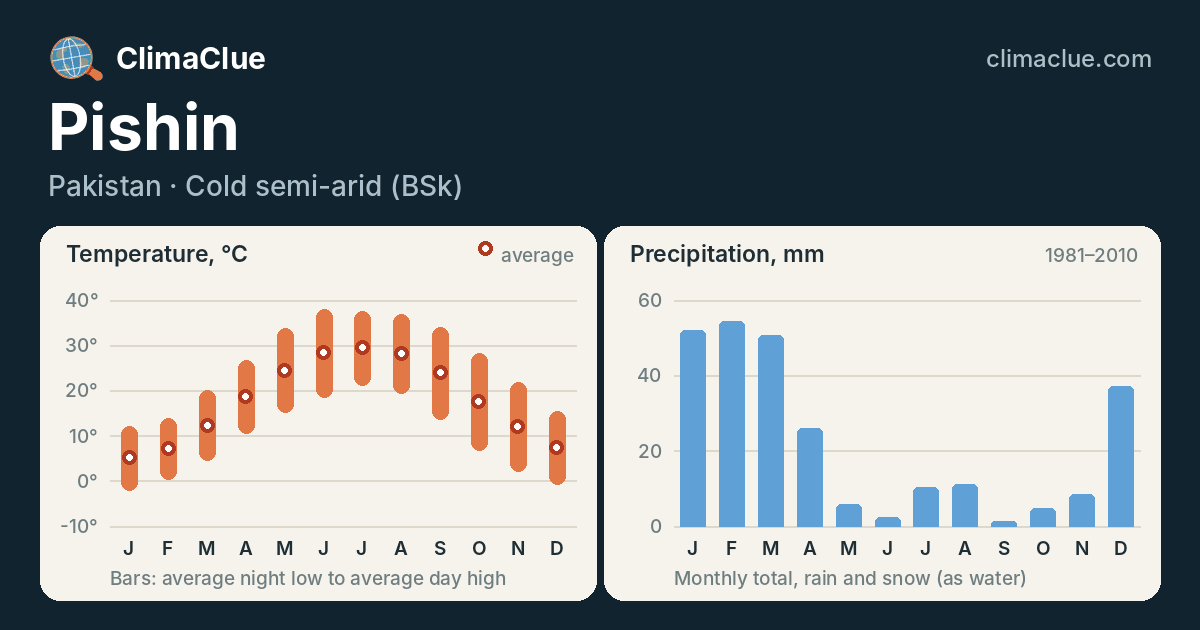 ClimaClue
climaclue.com
Pishin
Pakistan · Cold semi-arid (BSk)
Temperature, °C
average
40°
30°
20°
10°
0°
-10°
J F M A M J J A S O N D
Bars: average night low to average day high
Precipitation, mm
1981–2010
60
40
20
0
J F M A M J J A S O N D
Monthly total, rain and snow (as water)